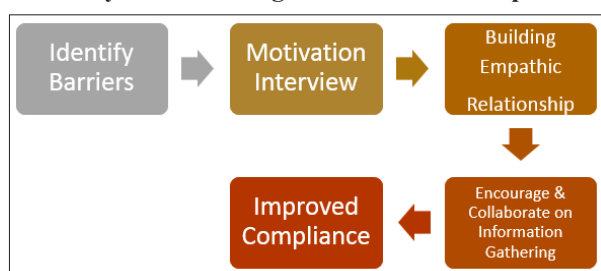 Identify
Barriers
Motivation
Interview
Building
Empathic
Relationship
Encourage &
Collaborate on
Information
Gathering
Improved
Compliance